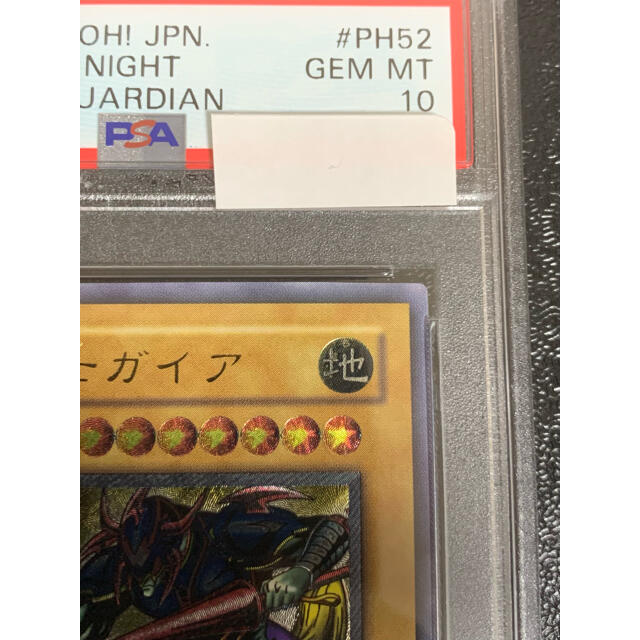 OH! JPN. #PH52
NIGHT GEM MT
UARDIAN 10
PSA
ガイア
地